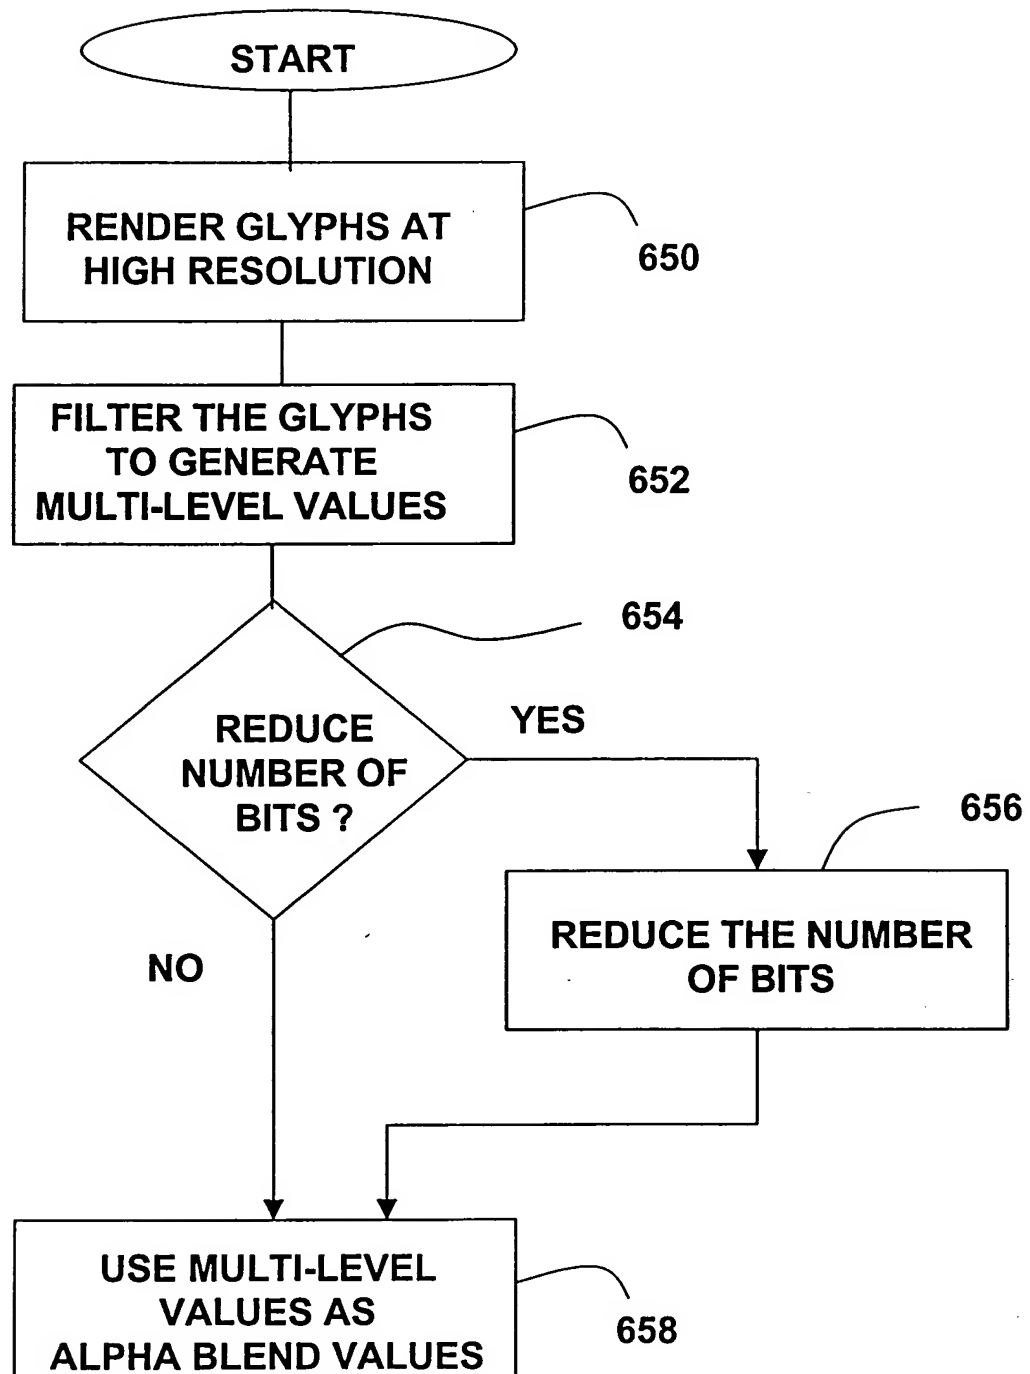 START
RENDER GLYPHS AT
HIGH RESOLUTION
650
FILTER THE GLYPHS
TO GENERATE
MULTI-LEVEL VALUES
652
654
REDUCE
NUMBER OF
BITS ?
YES
656
REDUCE THE NUMBER
OF BITS
NO
USE MULTI-LEVEL
VALUES AS
ALPHA BLEND VALUES
658